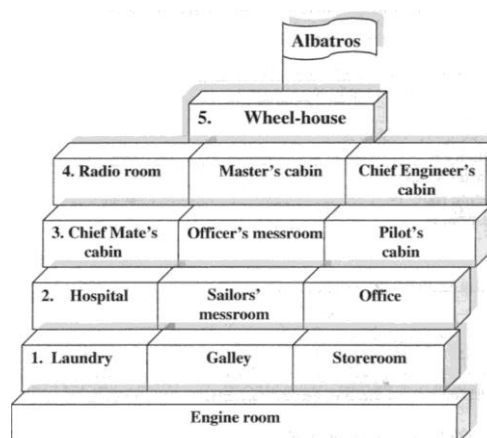 Albatros
5. Wheel-house
4. Radio room
Master's cabin
Chief Engineer's
cabin
3. Chief Mate's
cabin
Officer's messroom
Pilot's
cabin
2. Hospital
Sailors'
messroom
Office
1. Laundry
Galley
Storeroom
Engine room